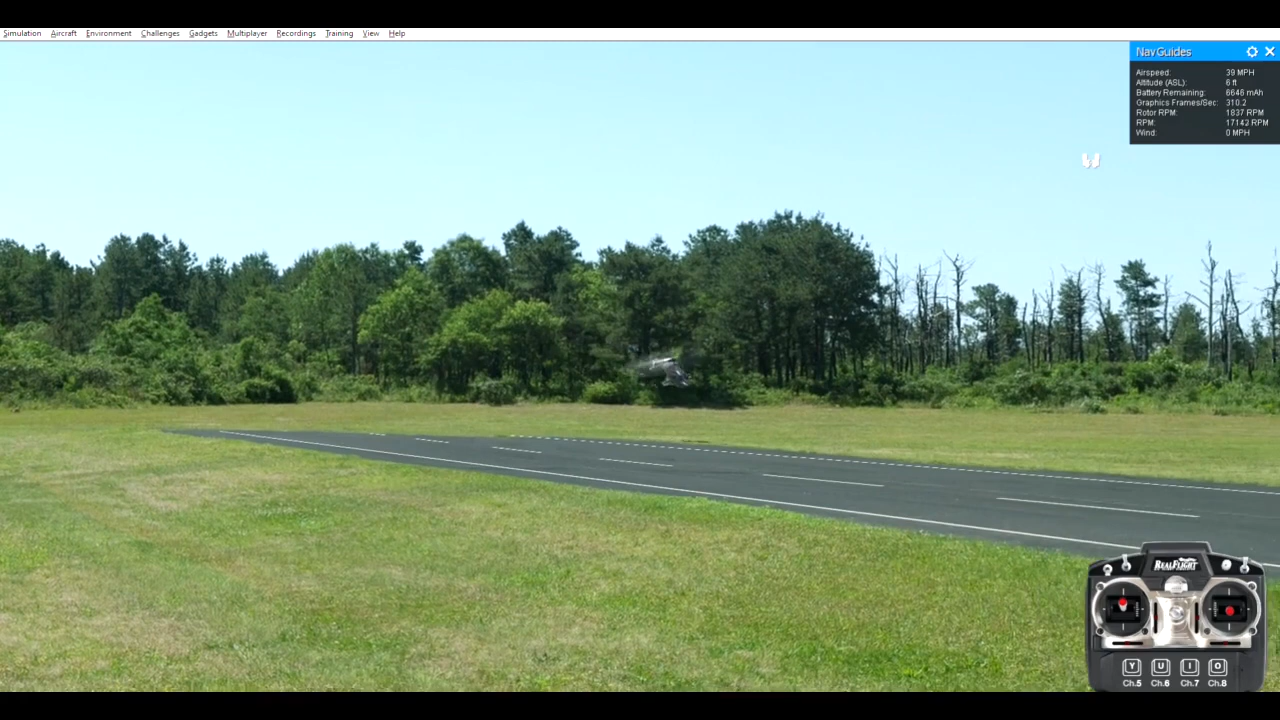 Simulation Aircraft Environment Challenges Gadgets Multiplayer Recordings Training View Help
NavGuides
Airspeed: 39 MPH
Altitude (ASL): 6 ft
Battery Remaining: 6646 mAh
Graphics Frames/Sec: 310.2
Rotor RPM: 1837 RPM
RPM: 17142 RPM
Wind: 0 MPH
REALFLIGHT
Y U I O
Ch.5 Ch.6 Ch.7 Ch.8